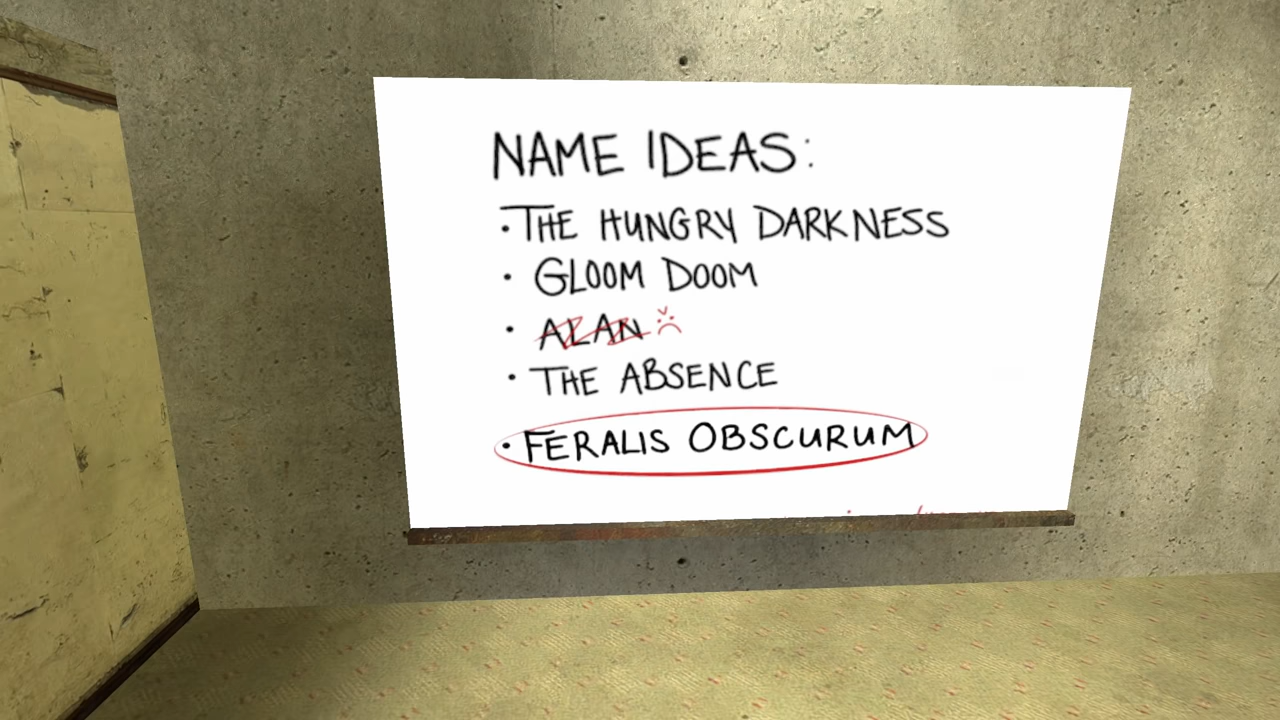 NAME IDEAS:
• THE HUNGRY DARKNESS
• GLOOM DOOM
• ALAN
• THE ABSENCE
• FERALIS OBSCURUM